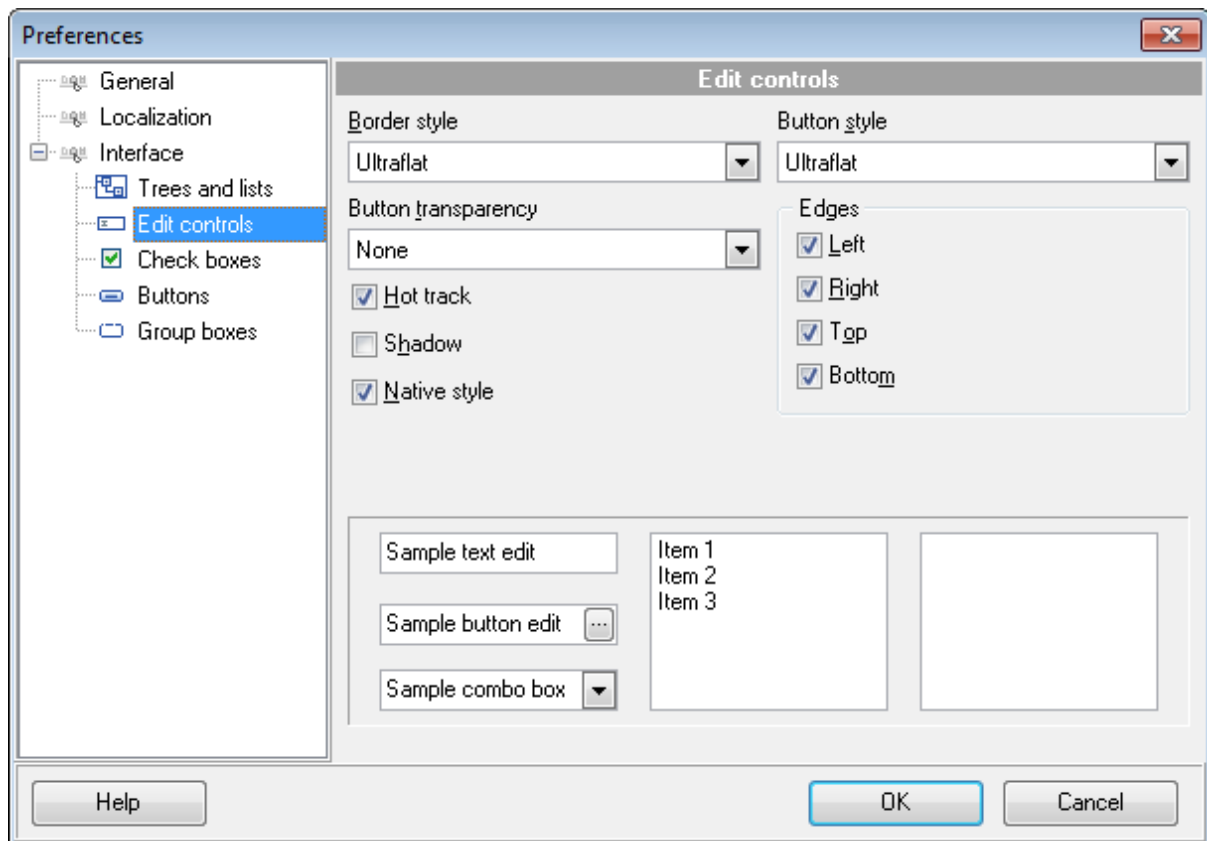 Preferences
General
Localization
Interface
Trees and lists
Edit controls
Check boxes
Buttons
Group boxes
Edit controls
Border style
Button style
Ultraflat
Ultraflat
Button transparency
None
Hot track
Shadow
Native style
Edges
Left
Right
Top
Bottom
Sample text edit
Sample button edit
...
Sample combo box
Item 1
Item 2
Item 3
Help
OK
Cancel